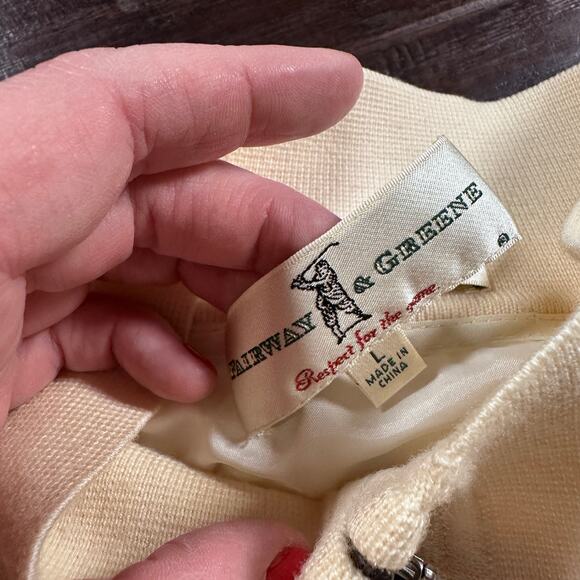 FAIRWAY & GREENE
Respect for the game
L
MADE IN
CHINA